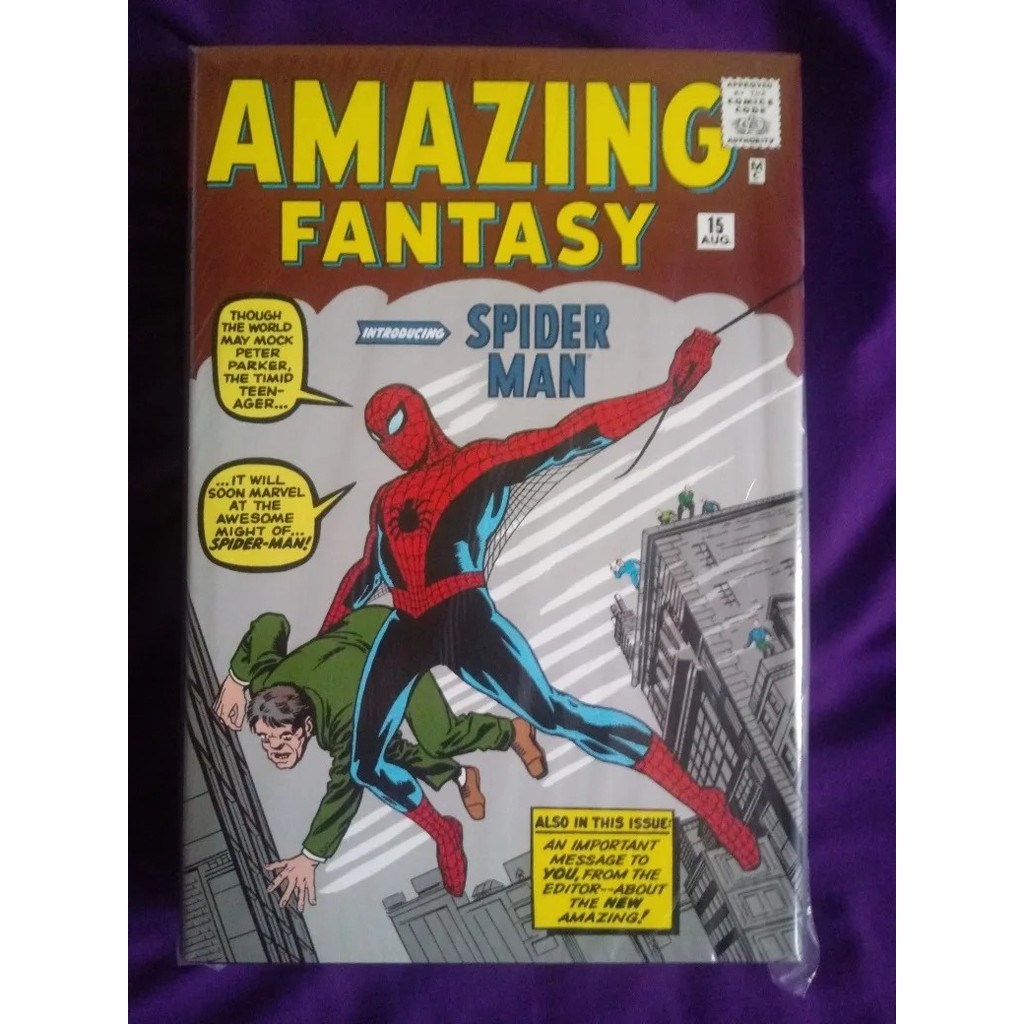 AMAZING
FANTASY
APPROVED
BY THE
COMICS
CODE
AUTHORITY
M
C
15
AUG.
INTRODUCING
SPIDER
MAN
THOUGH
THE WORLD
MAY MOCK
PETER
PARKER,
THE TIMID
TEEN-
AGER...
...IT WILL
SOON MARVEL
AT THE
AWESOME
MIGHT OF...
SPIDER-MAN!
ALSO IN THIS ISSUE:
AN IMPORTANT
MESSAGE TO
YOU, FROM THE
EDITOR--ABOUT
THE NEW
AMAZING!